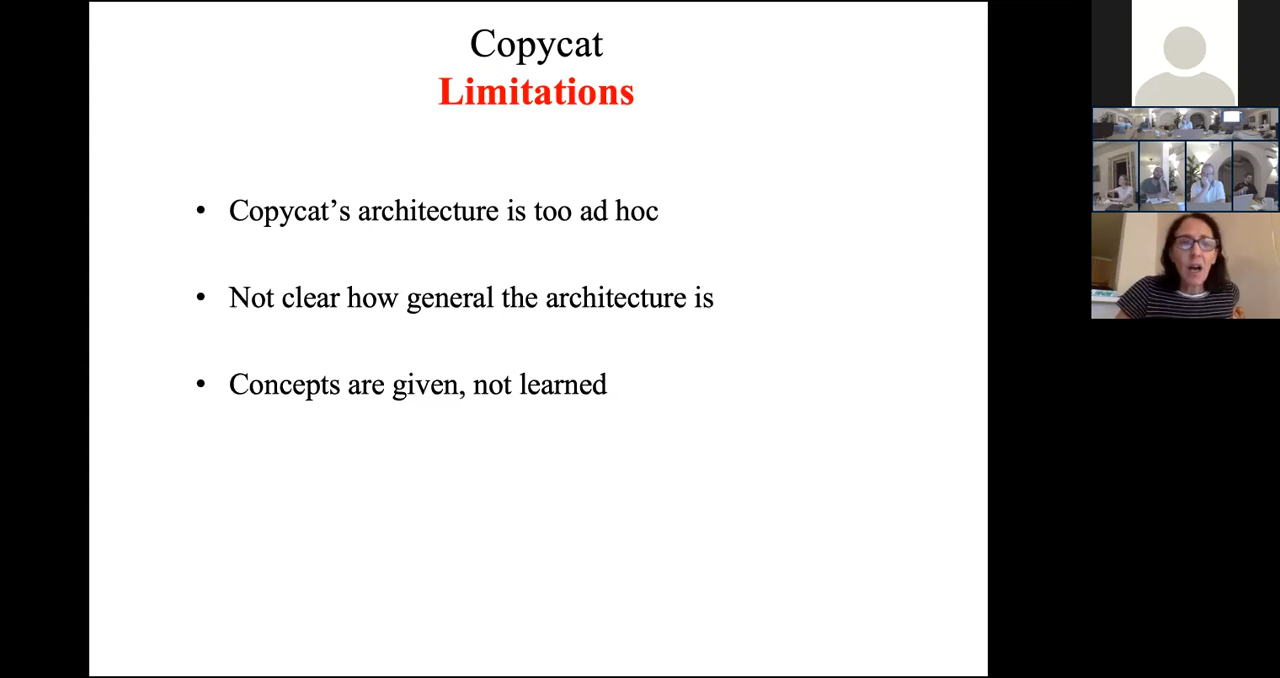 Copycat
Limitations
• Copycat’s architecture is too ad hoc
• Not clear how general the architecture is
• Concepts are given, not learned